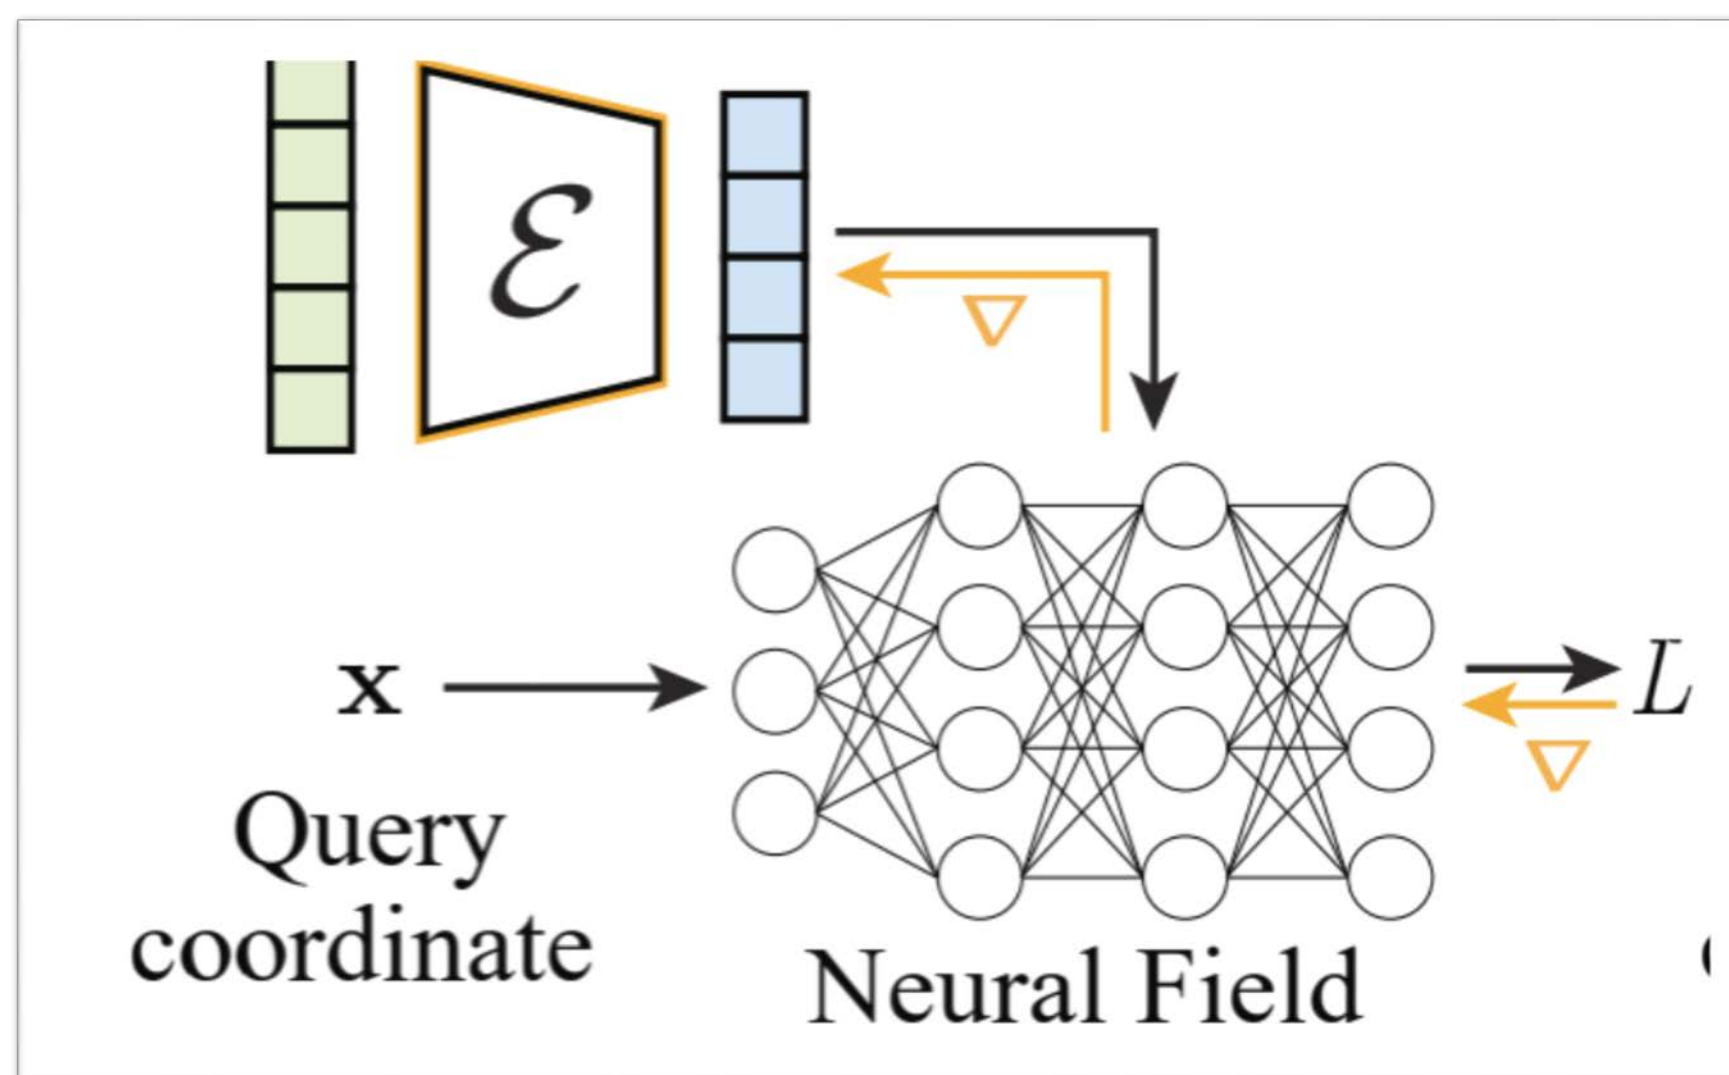 ℰ
∇
x
L
∇
Query
coordinate
Neural Field